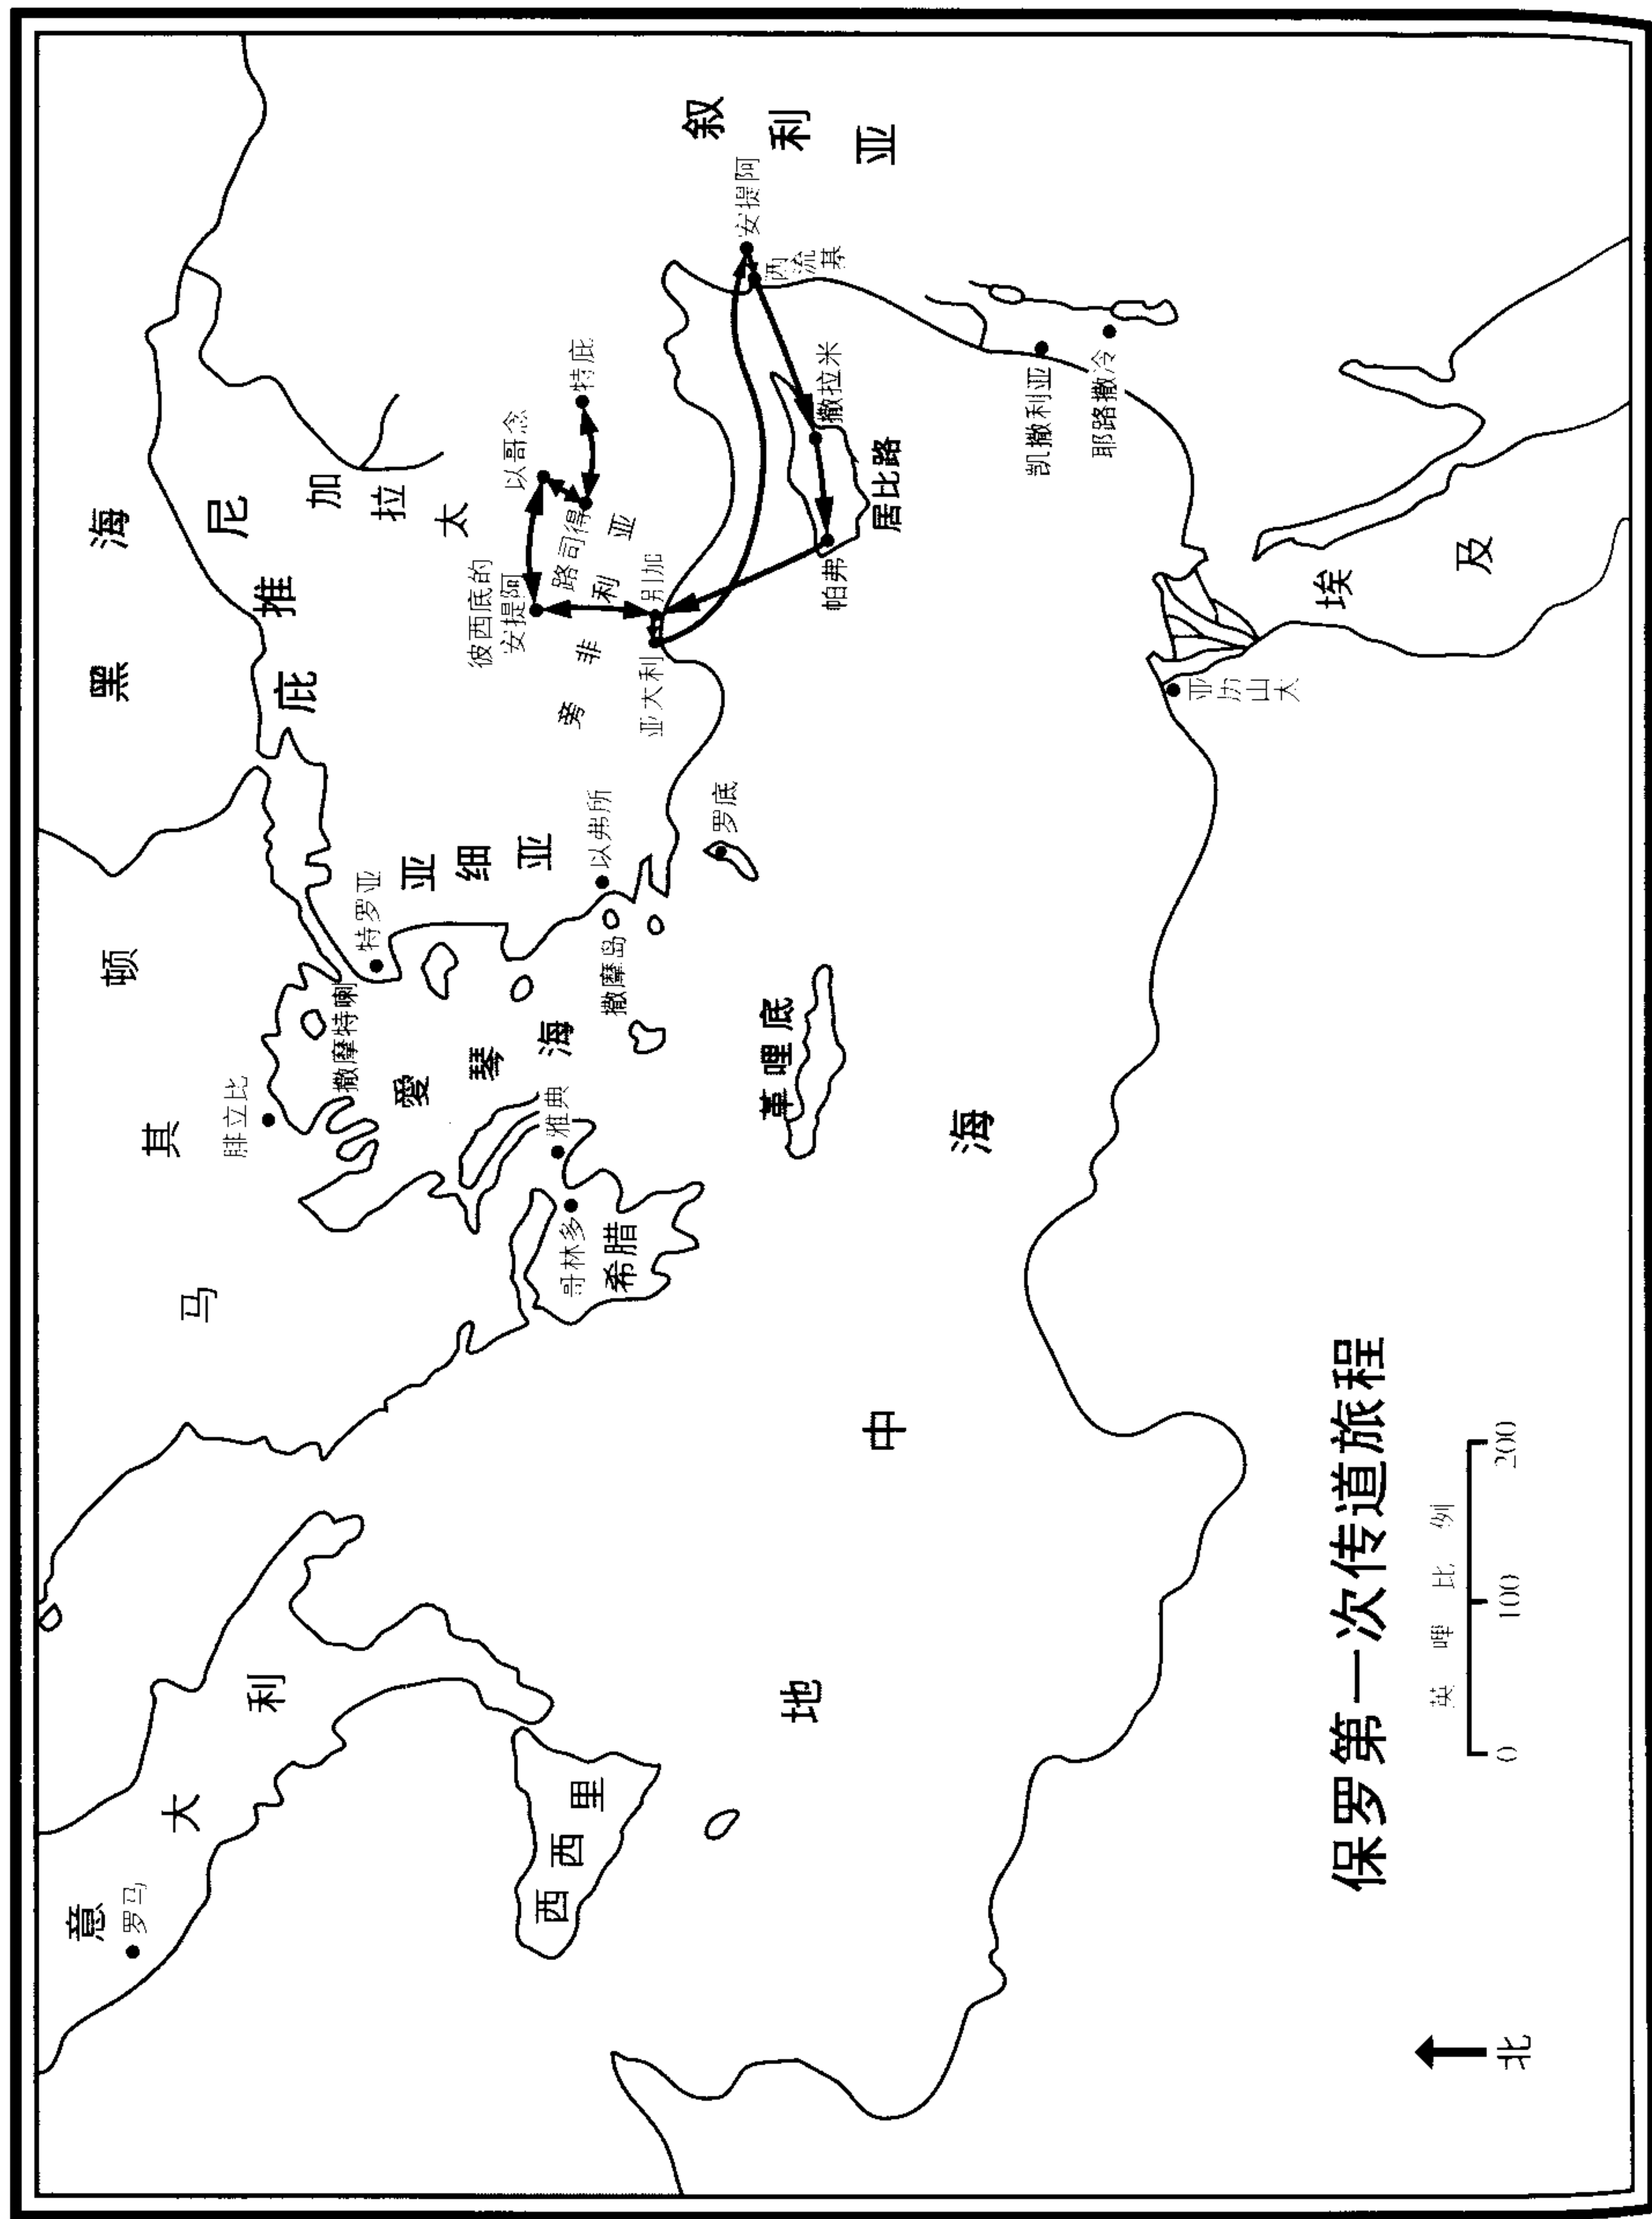 黑海
庇推尼
加拉太
叙利亚
安提阿
西流基
特庇
以哥念
路司得
彼西底的
安提阿
旁非利亚
别加
亚大利
撒拉米
帕弗
居比路
凯撒利亚
耶路撒冷
埃及
亚历山大
亚细亚
以弗所
罗底
特罗亚
撒摩特喇
撒摩岛
愛琴海
马其顿
腓立比
雅典
哥林多
希腊
革哩底
地中海
意大利
罗马
西西里
保罗第一次传道旅程
英哩比例
0 100 200
北